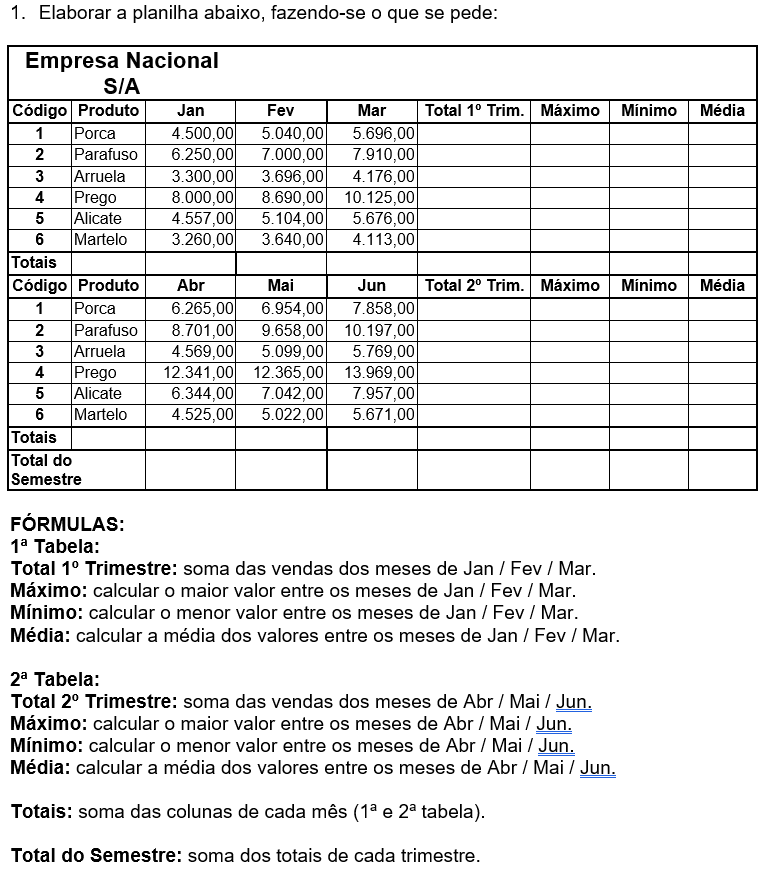 1. Elaborar a planilha abaixo, fazendo-se o que se pede:
Empresa Nacional
S/A
Código Produto Jan Fev Mar Total 1º Trim. Máximo Mínimo Média
1 Porca 4.500,00 5.040,00 5.696,00
2 Parafuso 6.250,00 7.000,00 7.910,00
3 Arruela 3.300,00 3.696,00 4.176,00
4 Prego 8.000,00 8.690,00 10.125,00
5 Alicate 4.557,00 5.104,00 5.676,00
6 Martelo 3.260,00 3.640,00 4.113,00
Totais
Código Produto Abr Mai Jun Total 2º Trim. Máximo Mínimo Média
1 Porca 6.265,00 6.954,00 7.858,00
2 Parafuso 8.701,00 9.658,00 10.197,00
3 Arruela 4.569,00 5.099,00 5.769,00
4 Prego 12.341,00 12.365,00 13.969,00
5 Alicate 6.344,00 7.042,00 7.957,00
6 Martelo 4.525,00 5.022,00 5.671,00
Totais
Total do
Semestre
FÓRMULAS:
1ª Tabela:
Total 1º Trimestre: soma das vendas dos meses de Jan / Fev / Mar.
Máximo: calcular o maior valor entre os meses de Jan / Fev / Mar.
Mínimo: calcular o menor valor entre os meses de Jan / Fev / Mar.
Média: calcular a média dos valores entre os meses de Jan / Fev / Mar.
2ª Tabela:
Total 2º Trimestre: soma das vendas dos meses de Abr / Mai / Jun.
Máximo: calcular o maior valor entre os meses de Abr / Mai / Jun.
Mínimo: calcular o menor valor entre os meses de Abr / Mai / Jun.
Média: calcular a média dos valores entre os meses de Abr / Mai / Jun.
Totais: soma das colunas de cada mês (1ª e 2ª tabela).
Total do Semestre: soma dos totais de cada trimestre.